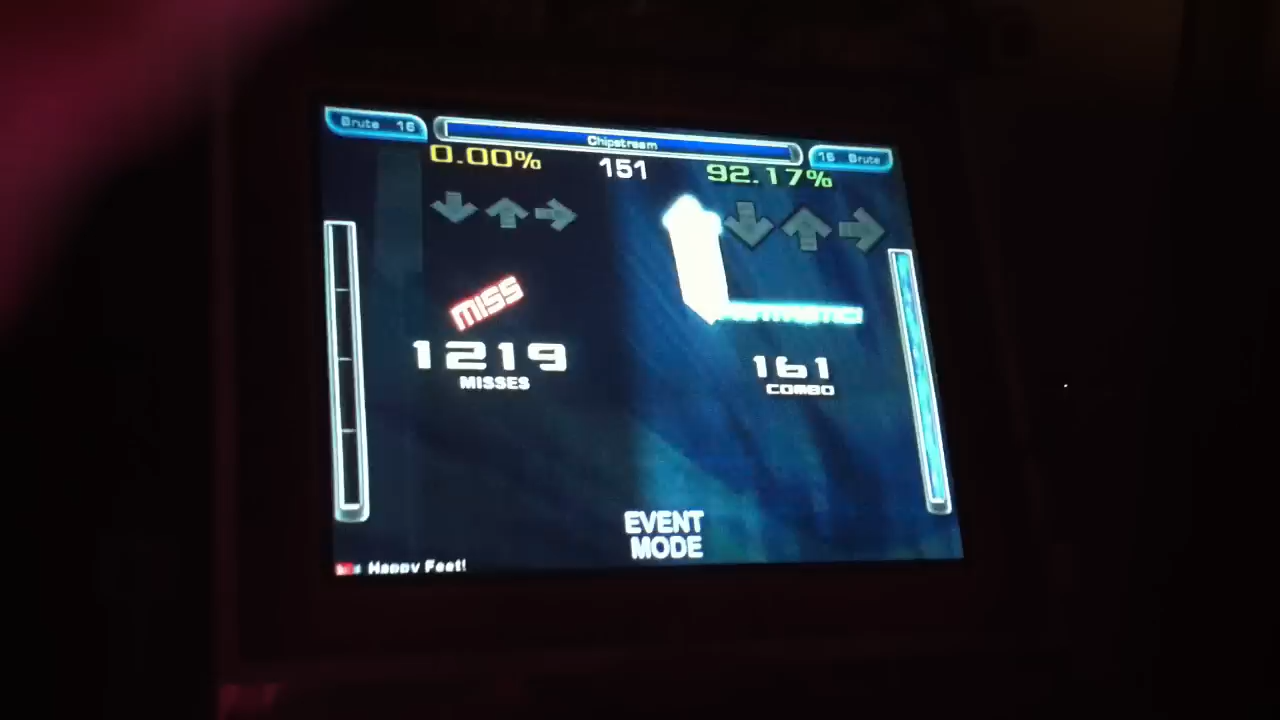 Brute 16
Chipstream
16 Brute
0.00%
151
92.17%
MISS
1219
MISSES
161
COMBO
EVENT
MODE
Happy Feet!